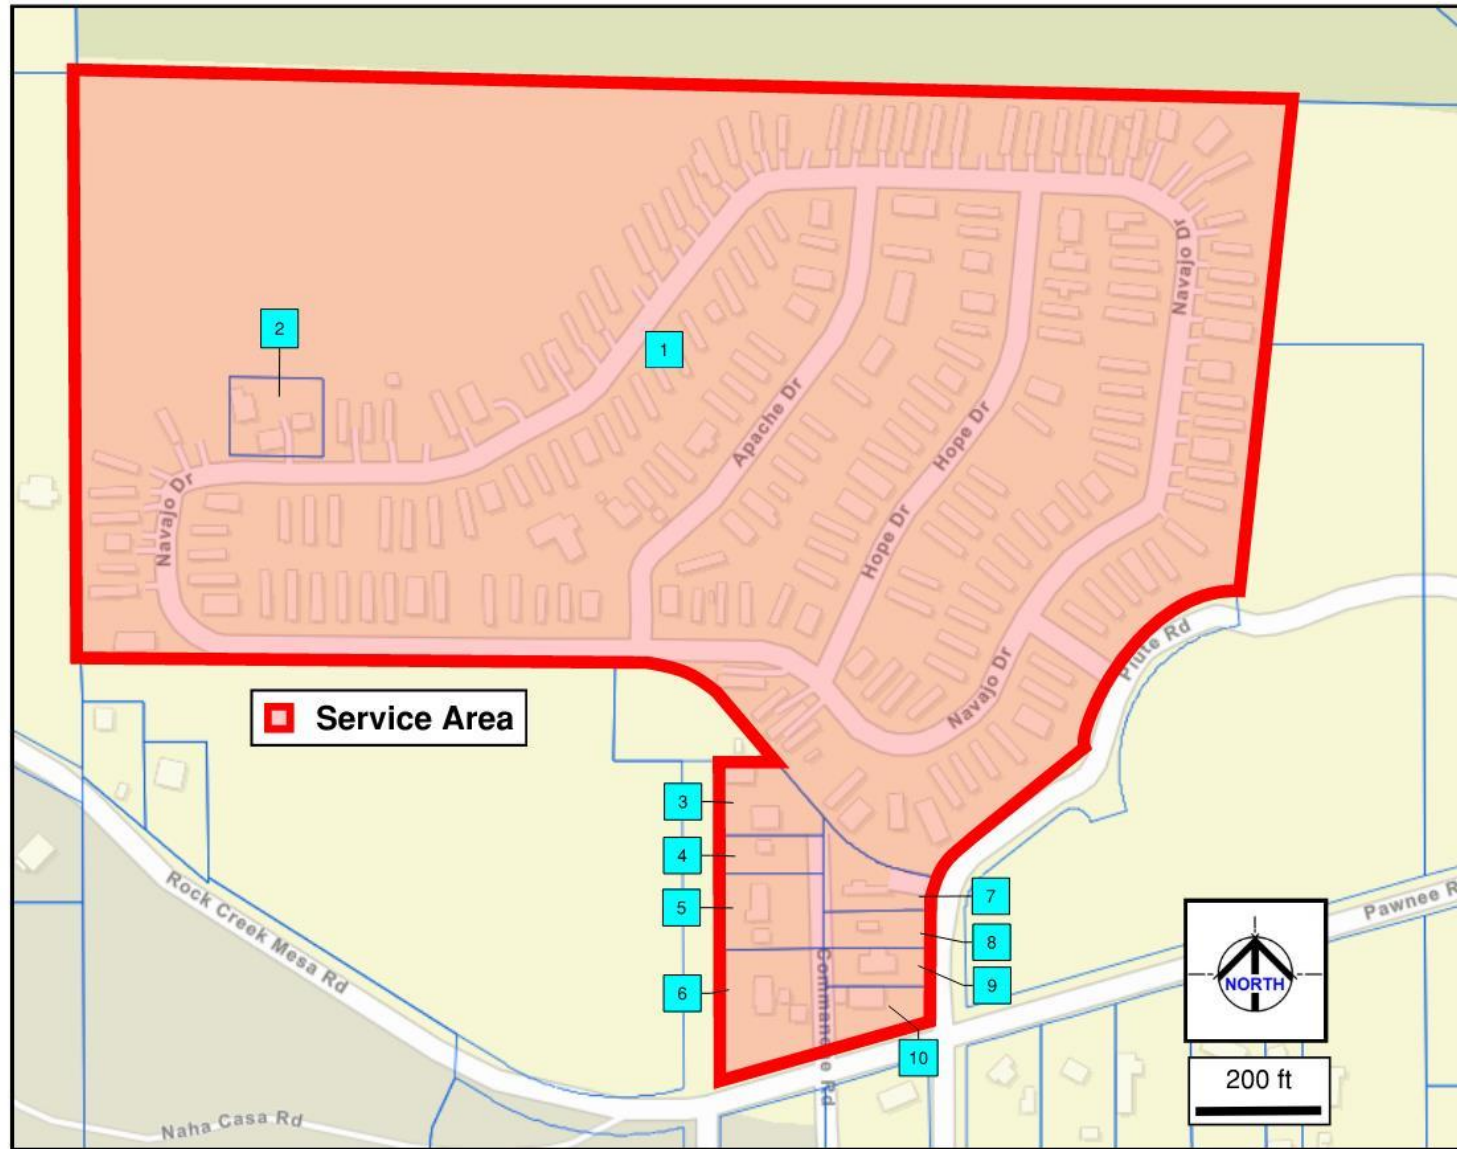 Navajo Dr
2
1
Apache Dr
Hope Dr
Hope Dr
Navajo Dr
Navajo Dr
Piute Rd
Service Area
3
4
5
6
7
8
9
10
Rock Creek Mesa Rd
Commanche Rd
Pawnee R
Naha Casa Rd
NORTH
200 ft